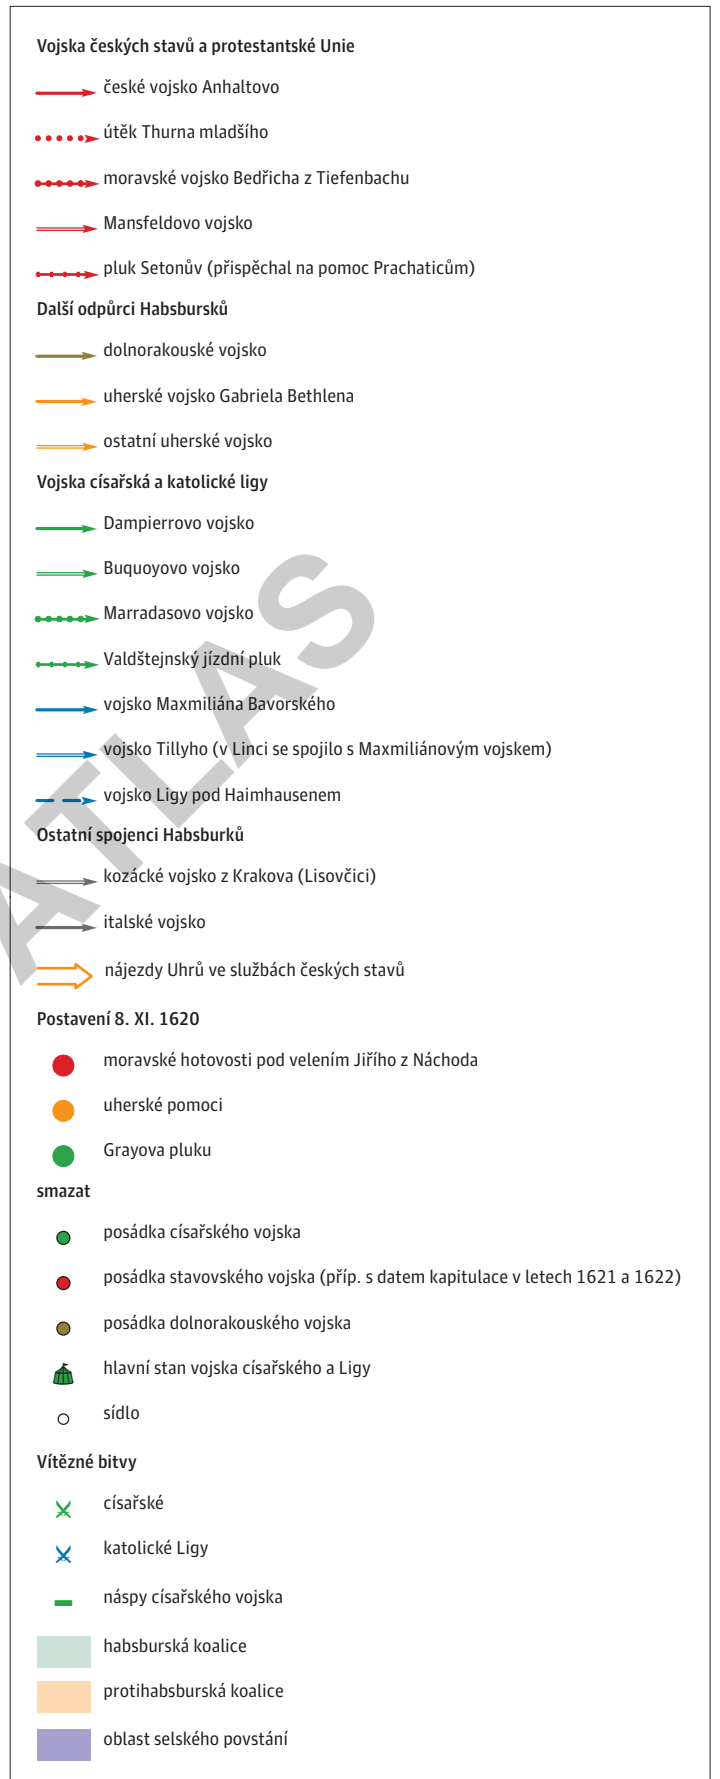 Vojska českých stavů a protestantské Unie
české vojsko Anhaltovo
útěk Thurna mladšího
moravské vojsko Bedřicha z Tiefenbachu
Mansfeldovo vojsko
pluk Setonův (přispěchal na pomoc Prachaticům)
Další odpůrci Habsbursků
dolnorakouské vojsko
uherské vojsko Gabriela Bethlena
ostatní uherské vojsko
Vojska císařská a katolické ligy
Dampierrovo vojsko
Buquoyovo vojsko
Marradasovo vojsko
Valdštejnský jízdní pluk
vojsko Maxmiliána Bavorského
vojsko Tillyho (v Linci se spojilo s Maxmiliánovým vojskem)
vojsko Ligy pod Haimhausenem
Ostatní spojenci Habsburků
kozácké vojsko z Krakova (Lisovčici)
italské vojsko
nájezdy Uhrů ve službách českých stavů
Postavení 8. XI. 1620
moravské hotovosti pod velením Jiřího z Náchoda
uherské pomoci
Grayova pluku
smazat
posádka císařského vojska
posádka stavovského vojska (příp. s datem kapitulace v letech 1621 a 1622)
posádka dolnorakouského vojska
hlavní stan vojska císařského a Ligy
sídlo
Vítězné bitvy
císařské
katolické Ligy
náspy císařského vojska
habsburská koalice
protihabsburská koalice
oblast selského povstání
ATLAS